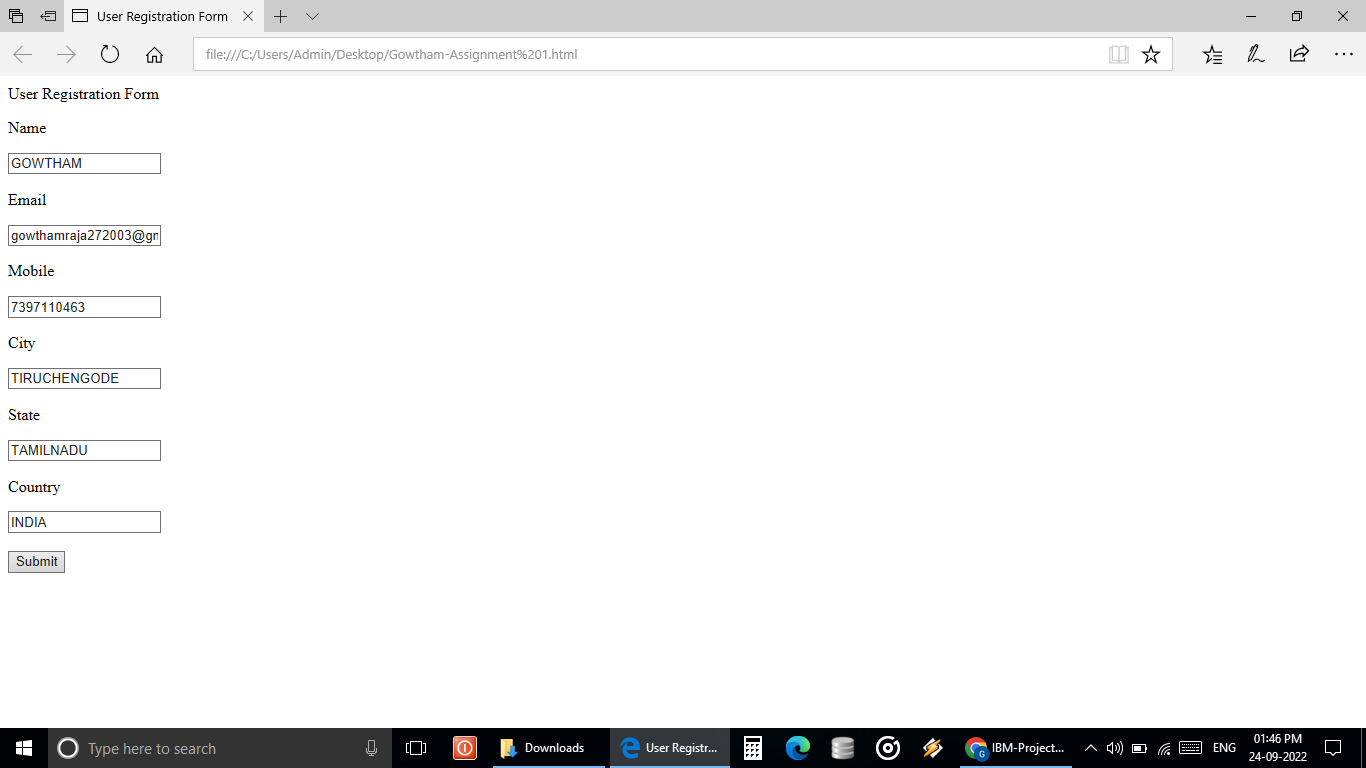 User Registration Form
file:///C:/Users/Admin/Desktop/Gowtham-Assignment%201.html
User Registration Form
Name
GOWTHAM
Email
gowthamraja272003@gm
Mobile
7397110463
City
TIRUCHENGODE
State
TAMILNADU
Country
INDIA
Submit
Type here to search
Downloads
User Registr...
IBM-Project...
ENG
01:46 PM
24-09-2022